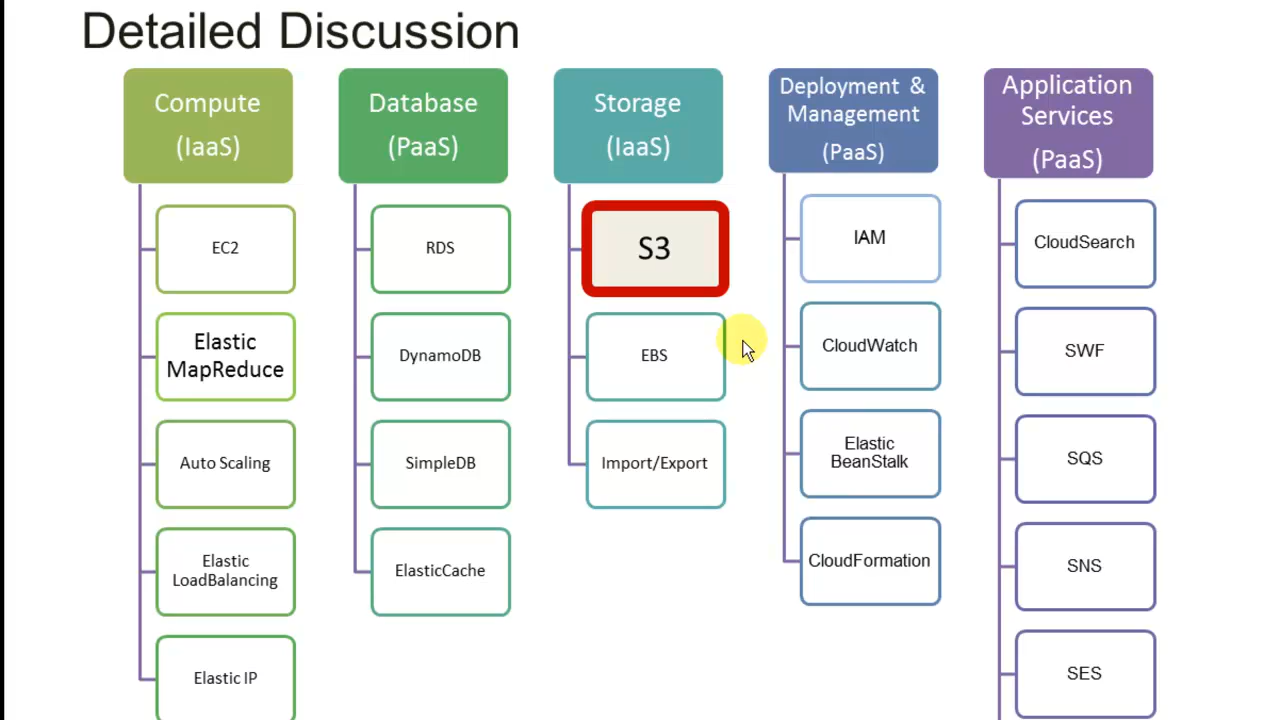 Detailed Discussion
Compute
(IaaS)
EC2
Elastic
MapReduce
Auto Scaling
Elastic
LoadBalancing
Elastic IP
Database
(PaaS)
RDS
DynamoDB
SimpleDB
ElasticCache
Storage
(IaaS)
S3
EBS
Import/Export
Deployment &
Management
(PaaS)
IAM
CloudWatch
Elastic
BeanStalk
CloudFormation
Application
Services
(PaaS)
CloudSearch
SWF
SQS
SNS
SES